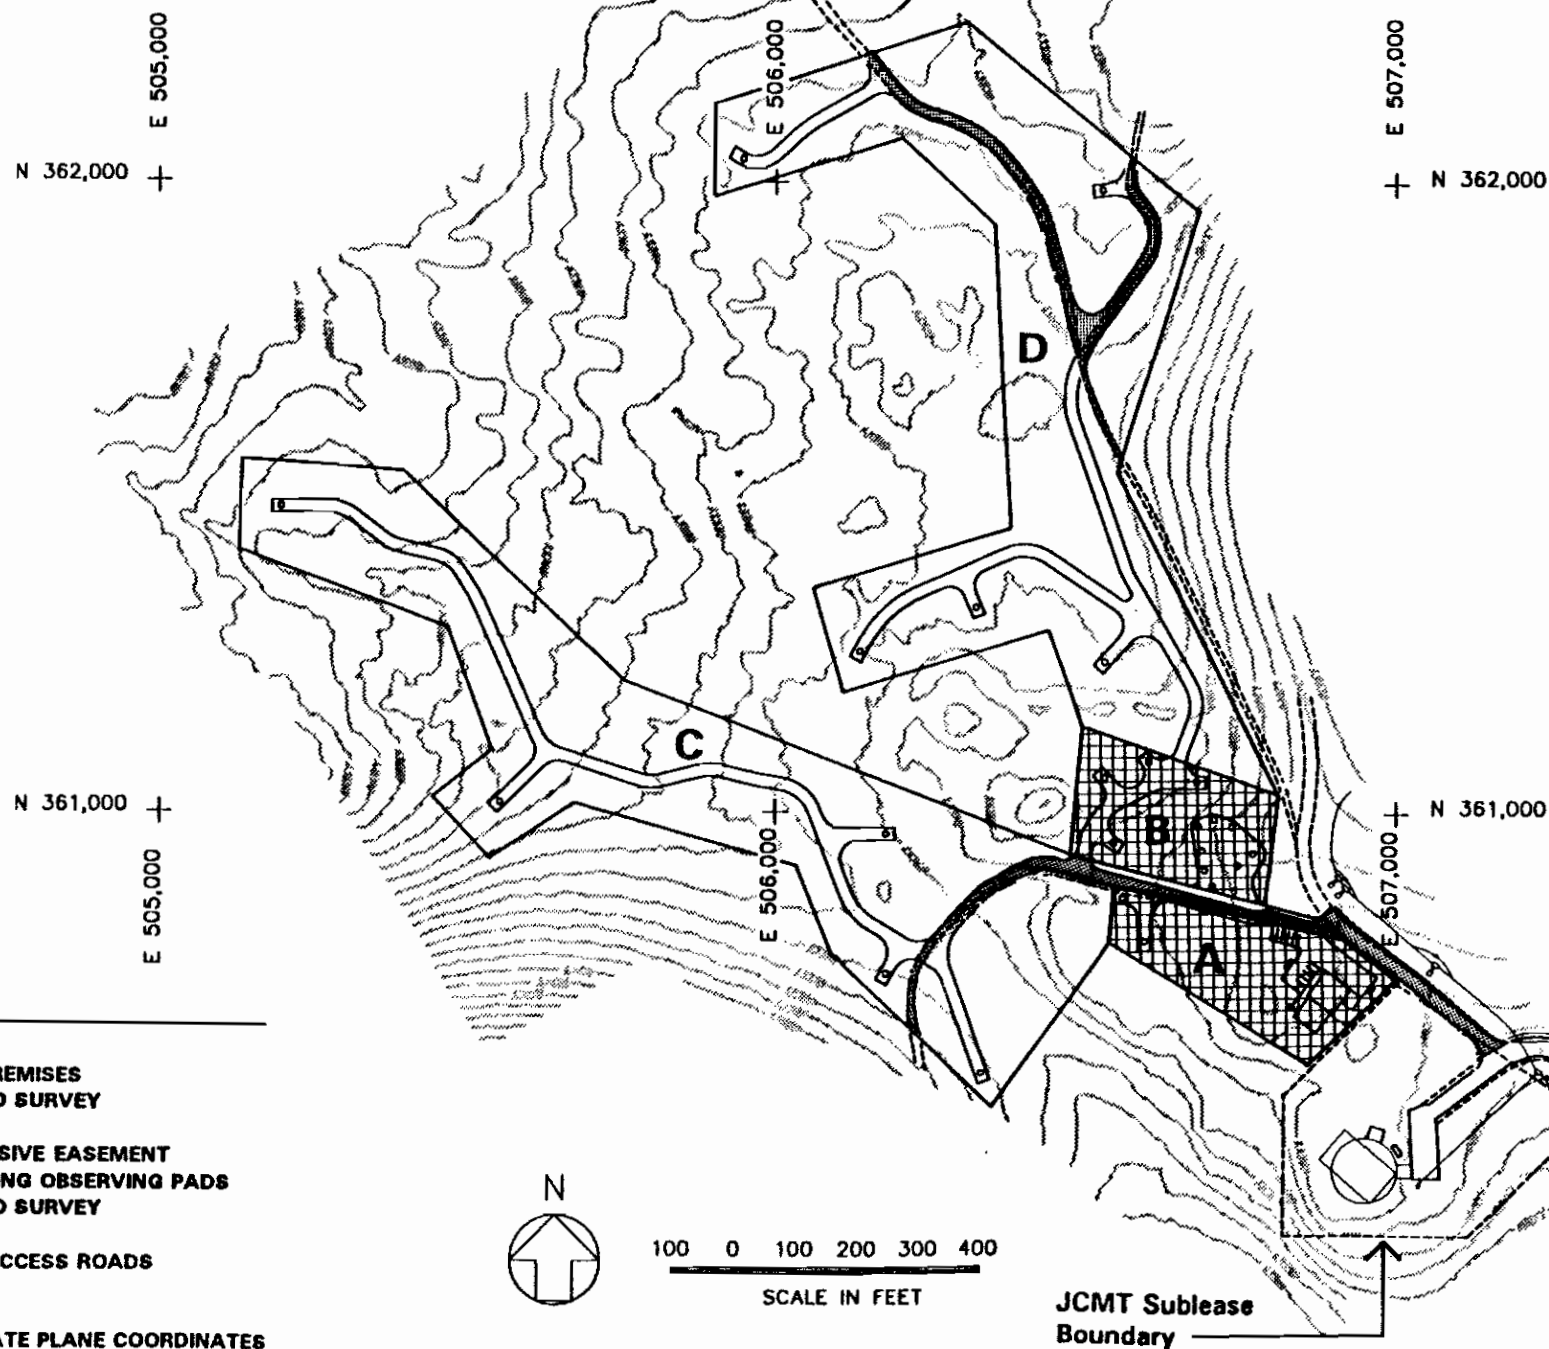 E 505,000
E 506,000
E 507,000
N 362,000
N 362,000
D
C
B
A
N 361,000
N 361,000
E 505,000
E 506,000
E 507,000
REMISES
D SURVEY
SIVE EASEMENT
NG OBSERVING PADS
D SURVEY
CCESS ROADS
ATE PLANE COORDINATES
N
100 0 100 200 300 400
SCALE IN FEET
JCMT Sublease
Boundary